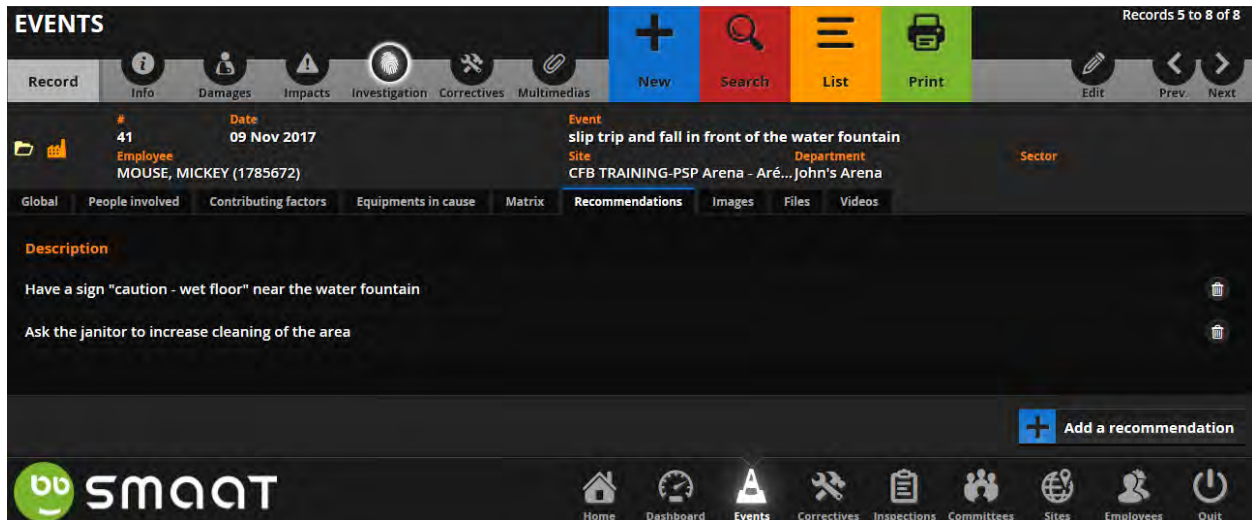 EVENTS
Records 5 to 8 of 8
Record
Info
Damages
Impacts
Investigation
Correctives
Multimedias
New
Search
List
Print
Edit
Prev.
Next
# Date Event
41 09 Nov 2017 slip trip and fall in front of the water fountain
Employee Site Department Sector
MOUSE, MICKEY (1785672) CFB TRAINING-PSP Arena - Aré... John's Arena
Global People involved Contributing factors Equipments in cause Matrix Recommendations Images Files Videos
Description
Have a sign "caution - wet floor" near the water fountain
Ask the janitor to increase cleaning of the area
Add a recommendation
bb smaaT
Home Dashboard Events Correctives Inspections Committees Sites Employees Quit